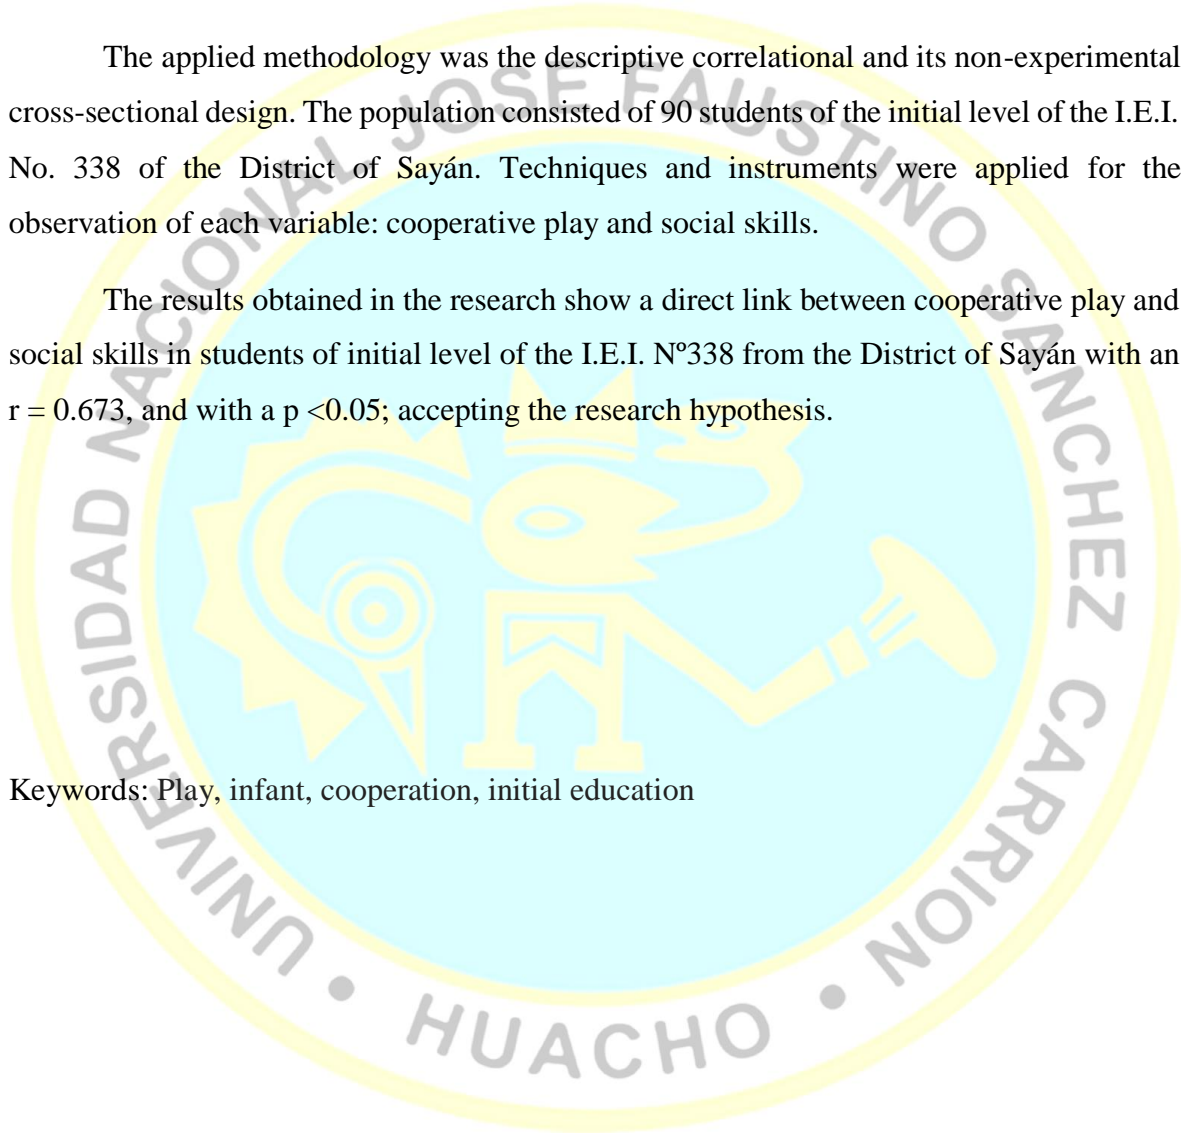 The applied methodology was the descriptive correlational and its non-experimental
cross-sectional design. The population consisted of 90 students of the initial level of the I.E.I.
No. 338 of the District of Sayán. Techniques and instruments were applied for the
observation of each variable: cooperative play and social skills.
The results obtained in the research show a direct link between cooperative play and
social skills in students of initial level of the I.E.I. Nº338 from the District of Sayán with an
r = 0.673, and with a p <0.05; accepting the research hypothesis.
Keywords: Play, infant, cooperation, initial education
UNIVERSIDAD NACIONAL JOSE FAUSTINO SANCHEZ CARRION • HUACHO •